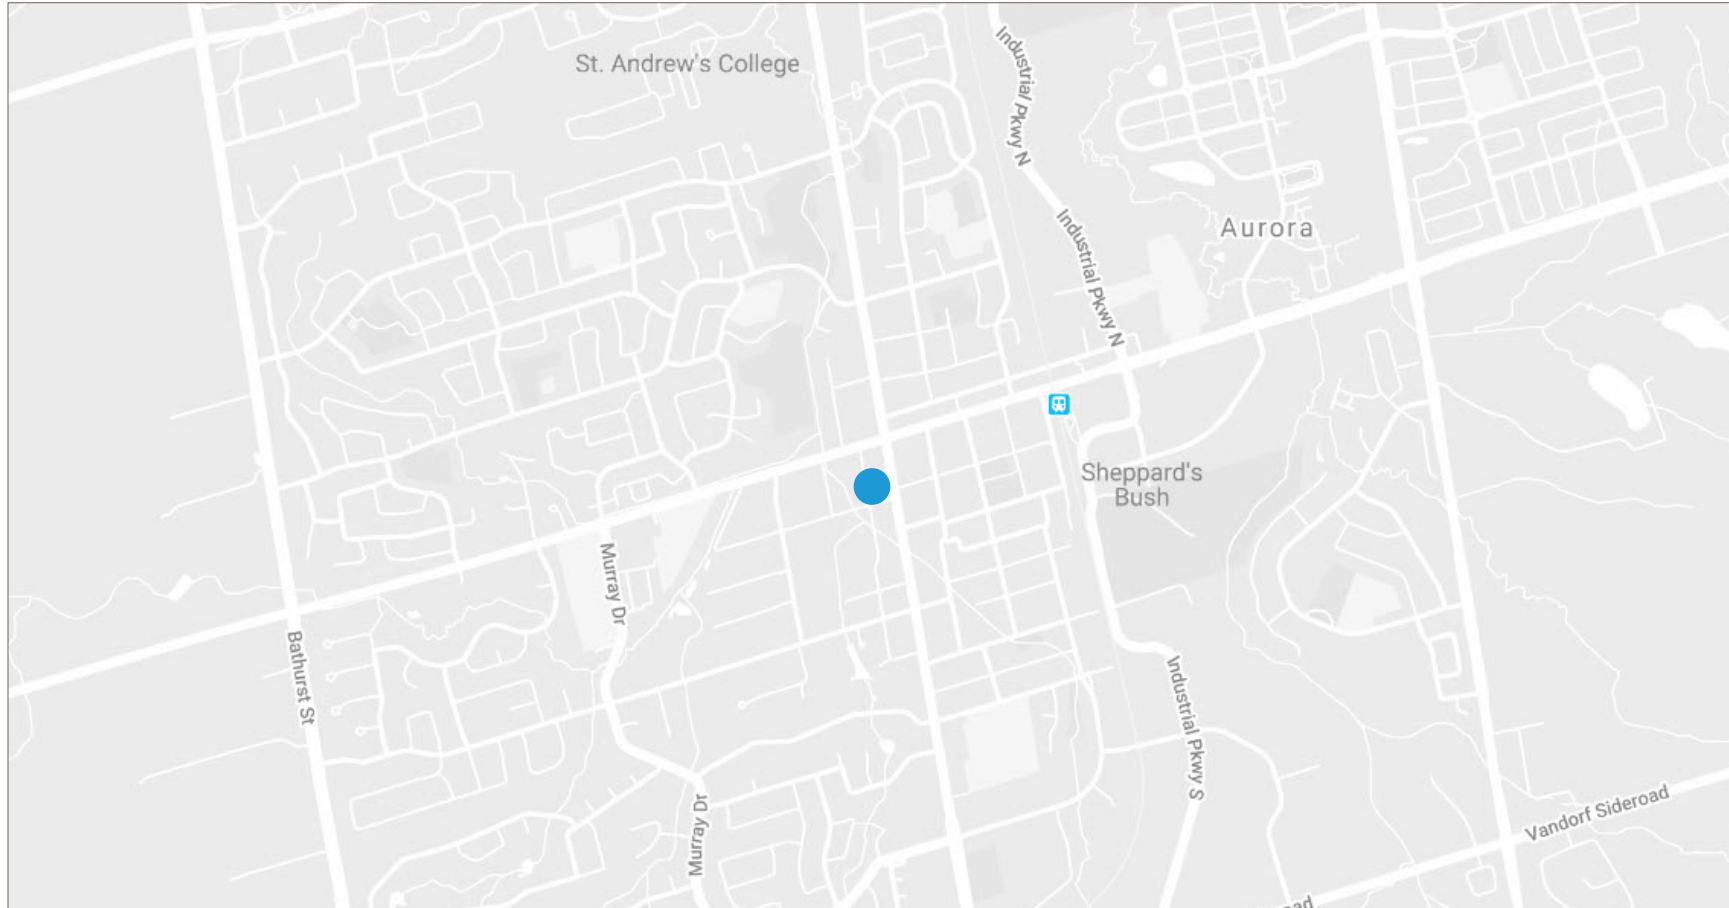 St. Andrew's College
Industrial Pkwy N
Industrial Pkwy N
Aurora
Sheppard's
Bush
Murray Dr
Bathurst St
Industrial Pkwy S
Murray Dr
Vandorf Sideroad